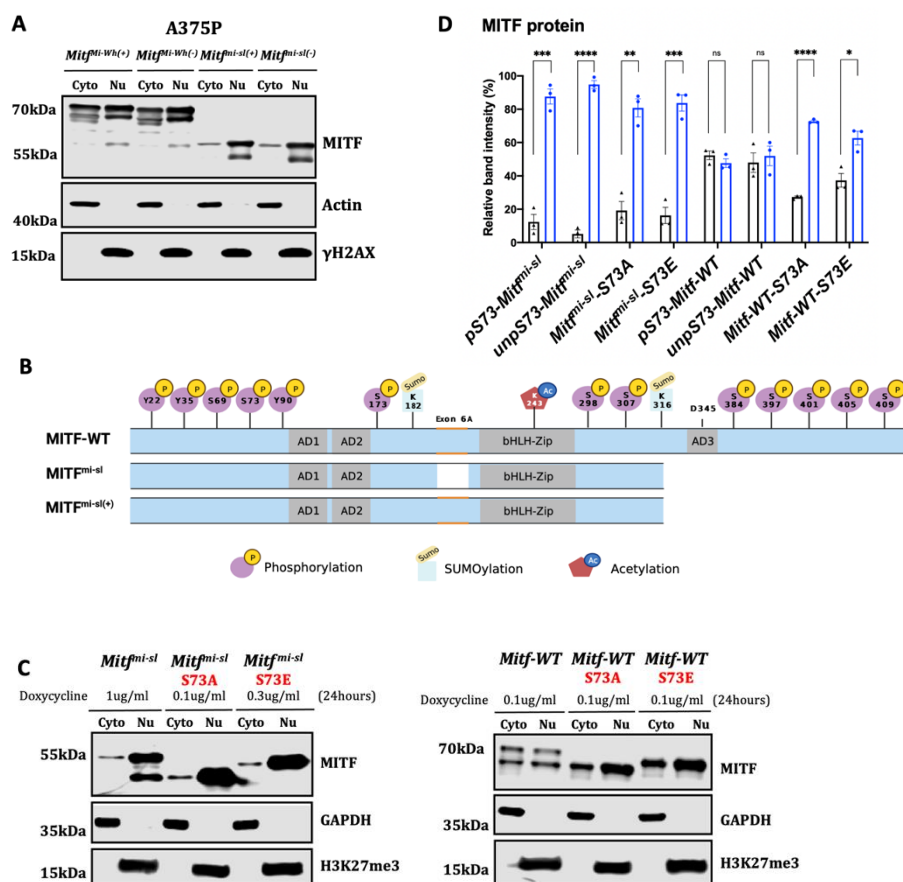 A
A375P
Mitf Mi-Wh(+) Mitf Mi-Wh(-) Mitf mi-sl(+) Mitf mi-sl(-)
Cyto Nu Cyto Nu Cyto Nu Cyto Nu
70kDa
55kDa
MITF
40kDa
Actin
15kDa
γH2AX
D
MITF protein
*** **** ** *** ns ns **** *
Relative band intensity (%)
100
80
60
40
20
0
pS73-Mitf mi-sl
unpS73-Mitf mi-sl
Mitf mi-sl-S73A
Mitf mi-sl-S73E
pS73-Mitf-WT
unpS73-Mitf-WT
Mitf-WT-S73A
Mitf-WT-S73E
B
P P P P P P Sumo Ac P P Sumo P P P P P
Y22 Y35 S69 S73 Y90 S 173 K 182 Exon 6A K 243 S 298 S 307 K 316 D345 S 384 S 397 S 401 S 405 S 409
MITF-WT AD1 AD2 bHLH-Zip AD3
MITF mi-sl AD1 AD2 bHLH-Zip
MITF mi-sl(+) AD1 AD2 bHLH-Zip
P Phosphorylation Sumo SUMOylation Ac Acetylation
C
Mitf mi-sl Mitf mi-sl Mitf mi-sl
S73A S73E
Doxycycline 1ug/ml 0.1ug/ml 0.3ug/ml (24hours)
Cyto Nu Cyto Nu Cyto Nu
55kDa
MITF
35kDa
GAPDH
15kDa
H3K27me3
Mitf-WT Mitf-WT Mitf-WT
S73A S73E
Doxycycline 0.1ug/ml 0.1ug/ml 0.1ug/ml (24hours)
Cyto Nu Cyto Nu Cyto Nu
70kDa
MITF
35kDa
GAPDH
15kDa
H3K27me3